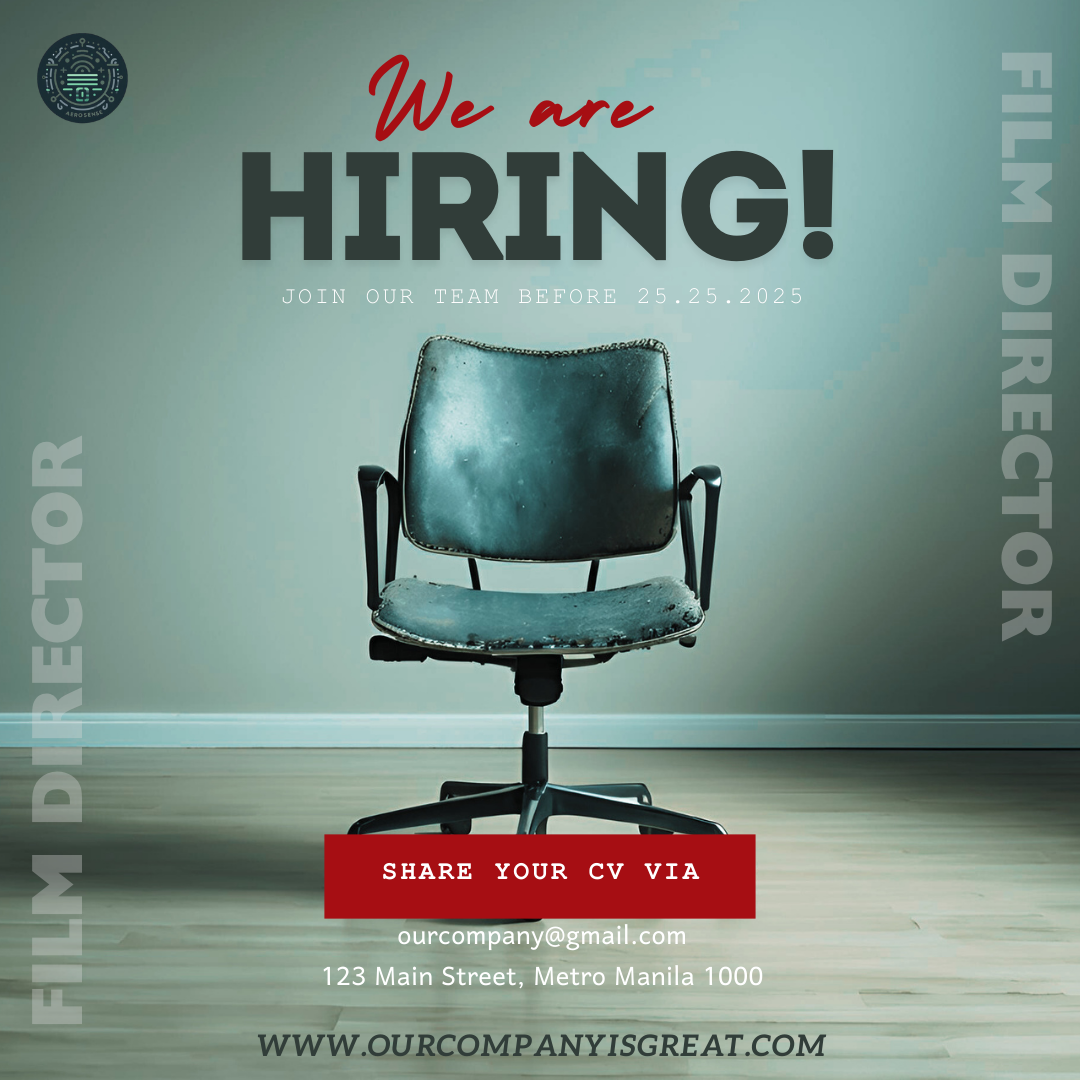 AEROSENSE
We are
HIRING!
JOIN OUR TEAM BEFORE 25.25.2025
FILM DIRECTOR
FILM DIRECTOR
SHARE YOUR CV VIA
ourcompany@gmail.com
123 Main Street, Metro Manila 1000
WWW.OURCOMPANYISGREAT.COM